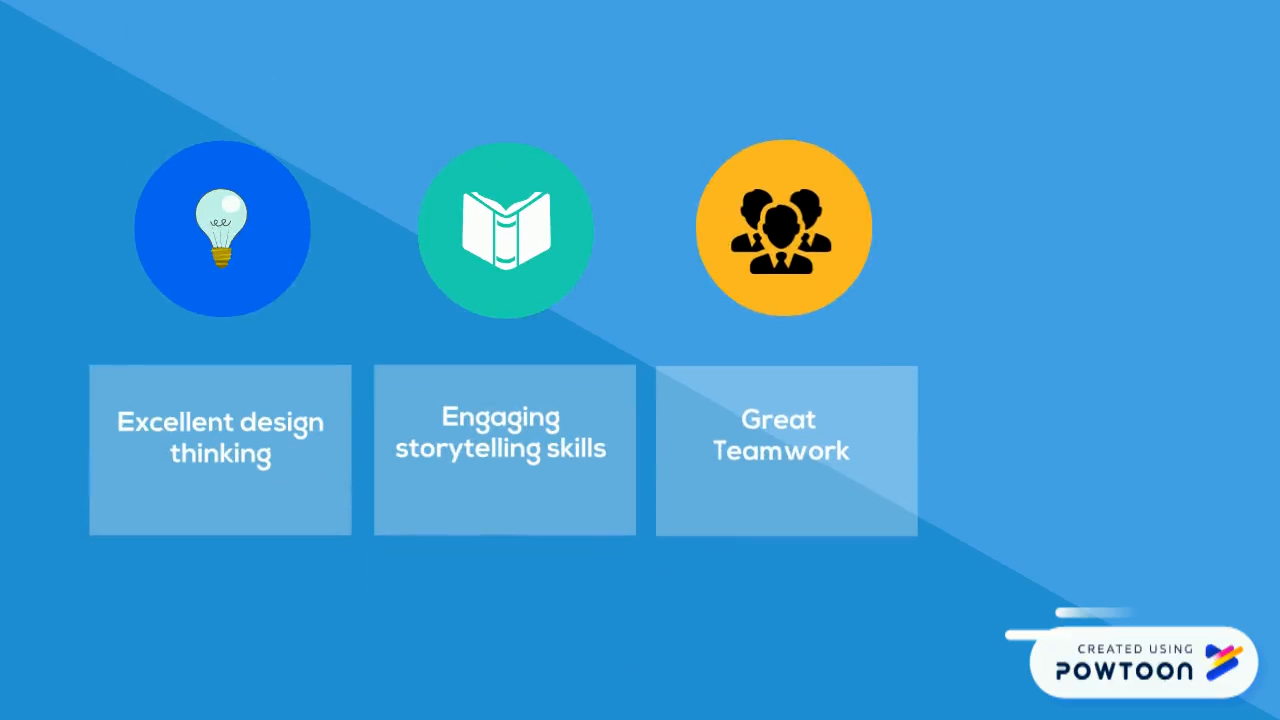 Excellent design
thinking
Engaging
storytelling skills
Great
Teamwork
CREATED USING
POWTOON